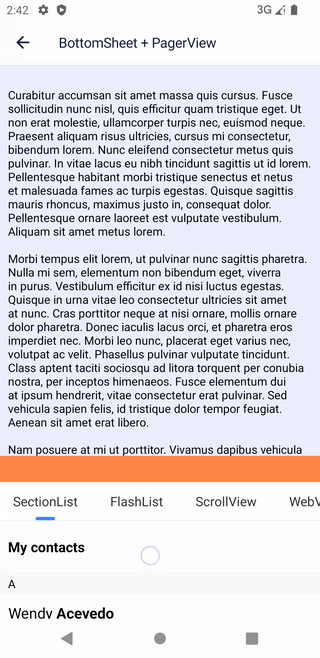 2:42
3G
BottomSheet + PagerView
Curabitur accumsan sit amet massa quis cursus. Fusce
sollicitudin nunc nisl, quis efficitur quam tristique eget. Ut
non erat molestie, ullamcorper turpis nec, euismod neque.
Praesent aliquam risus ultricies, cursus mi consectetur,
bibendum lorem. Nunc eleifend consectetur metus quis
pulvinar. In vitae lacus eu nibh tincidunt sagittis ut id lorem.
Pellentesque habitant morbi tristique senectus et netus
et malesuada fames ac turpis egestas. Quisque sagittis
mauris rhoncus, maximus justo in, consequat dolor.
Pellentesque ornare laoreet est vulputate vestibulum.
Aliquam sit amet metus lorem.
Morbi tempus elit lorem, ut pulvinar nunc sagittis pharetra.
Nulla mi sem, elementum non bibendum eget, viverra
in purus. Vestibulum efficitur ex id nisi luctus egestas.
Quisque in urna vitae leo consectetur ultricies sit amet
at nunc. Cras porttitor neque at nisi ornare, mollis ornare
dolor pharetra. Donec iaculis lacus orci, et pharetra eros
imperdiet nec. Morbi leo nunc, placerat eget varius nec,
volutpat ac velit. Phasellus pulvinar vulputate tincidunt.
Class aptent taciti sociosqu ad litora torquent per conubia
nostra, per inceptos himenaeos. Fusce elementum dui
at ipsum hendrerit, vitae consectetur erat pulvinar. Sed
vehicula sapien felis, id tristique dolor tempor feugiat.
Aenean sit amet erat libero.
Nam posuere at mi ut porttitor. Vivamus dapibus vehicula
SectionList FlashList ScrollView WebV
My contacts
A
Wendy Acevedo